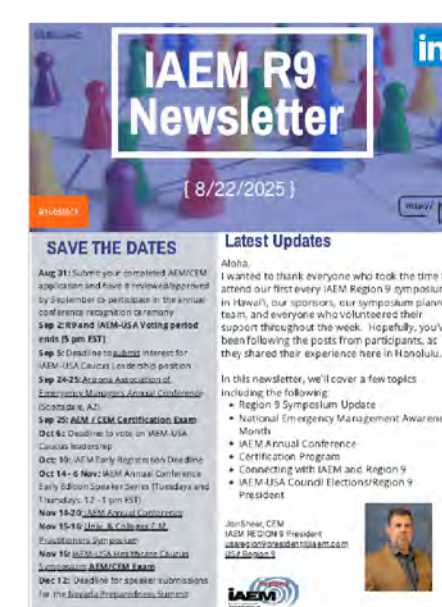 in
IAEM R9
Newsletter
{ 8/22/2025 }
SAVE THE DATES
Aug 31: Submit your completed AEM/CEM
application and have it reviewed/approved
by September to participate in the annual
conference recognition ceremony
Sep 2: R9 and IAEM-USA Voting period
ends (5 pm EST)
Sep 5: Deadline to submit interest for
IAEM-USA Caucus Leadership position
Sep 24-25: Arizona Association of
Emergency Managers Annual Conference
(Scottsdale, AZ)
Sep 25: AEM / CEM Certification Exam
Oct 6: Deadline to vote on IAEM-USA
Caucus leadership
Oct: 10: IAEM Early Registration Deadline
Oct 14 - 6 Nov: IAEM Annual Conference
Early Edition Speaker Series (Tuesdays and
Thursdays, 12 -1 pm EST)
Nov 14-20: IAEM Annual Conference
Nov 15-16: Univ. & Colleges E.M.
Practitioners Symposium
Nov 16: IAEM-USA Healthcare Caucus
Symposium AEM/CEM Exam
Dec 12: Deadline for speaker submissions
for the Nevada Preparedness Summit
Latest Updates
Aloha,
I wanted to thank everyone who took the time
attend our first every IAEM Region 9 symposium
in Hawai'i, our sponsors, our symposium
team, and everyone who volunteered their
support throughout the week. Hopefully,
been following the posts from participants, as
they shared their experience here in Honolulu.
In this newsletter, we'll cover a few topics
including the following:
• Region 9 Symposium Update
• National Emergency Management
Month
• IAEM Annual Conference
• Certification Program
• Connecting with IAEM and Region 9
• IAEM-USA Council Elections/Region 9
President
Jon Shear, CEM
IAEM REGION 9 President
USA Region 9
IAEM